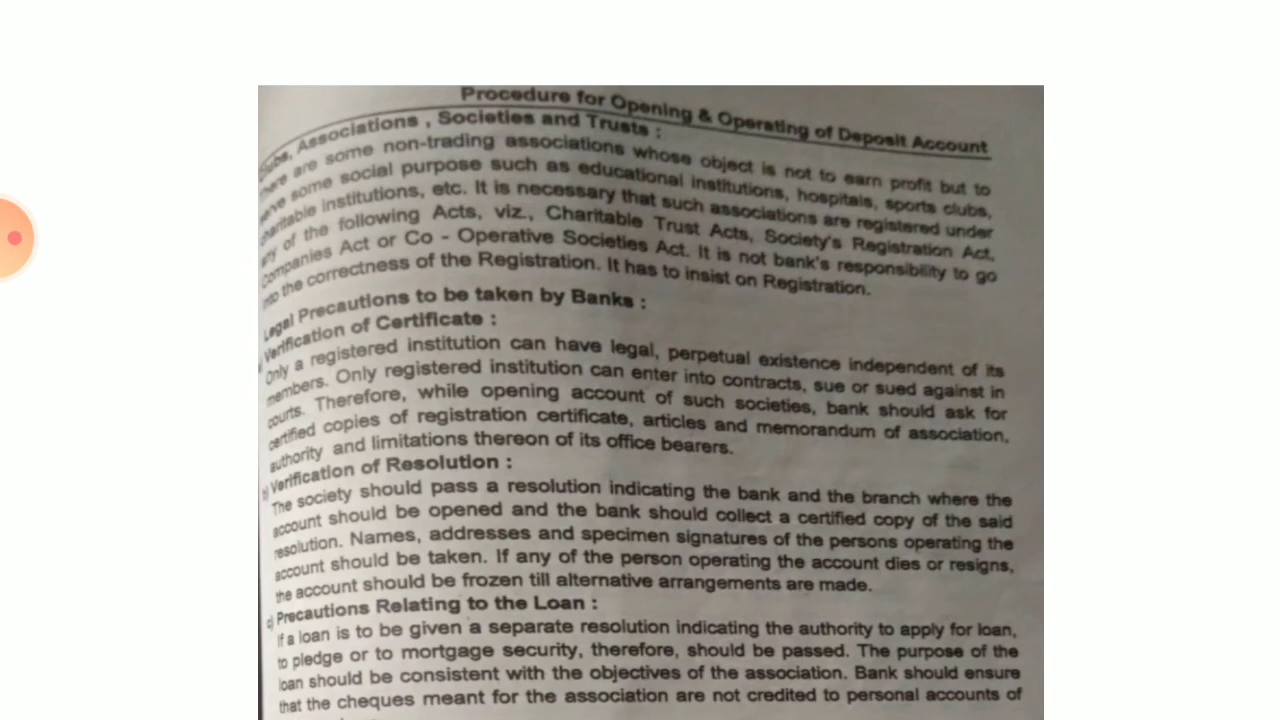 Procedure for Opening & Operating of Deposit Account
Clubs, Associations , Societies and Trusts :
There are some non-trading associations whose object is not to earn profit but to
serve some social purpose such as educational institutions, hospitals, sports clubs,
charitable institutions, etc. It is necessary that such associations are registered under
any of the following Acts, viz., Charitable Trust Acts, Society's Registration Act,
Companies Act or Co - Operative Societies Act. It is not bank's responsibility to go
into the correctness of the Registration. It has to insist on Registration.
Legal Precautions to be taken by Banks :
Verification of Certificate :
Only a registered institution can have legal, perpetual existence independent of its
members. Only registered institution can enter into contracts, sue or sued against in
courts. Therefore, while opening account of such societies, bank should ask for
certified copies of registration certificate, articles and memorandum of association,
authority and limitations thereon of its office bearers.
b) Verification of Resolution :
The society should pass a resolution indicating the bank and the branch where the
account should be opened and the bank should collect a certified copy of the said
resolution. Names, addresses and specimen signatures of the persons operating the
account should be taken. If any of the person operating the account dies or resigns,
the account should be frozen till alternative arrangements are made.
c) Precautions Relating to the Loan :
If a loan is to be given a separate resolution indicating the authority to apply for loan,
to pledge or to mortgage security, therefore, should be passed. The purpose of the
loan should be consistent with the objectives of the association. Bank should ensure
that the cheques meant for the association are not credited to personal accounts of